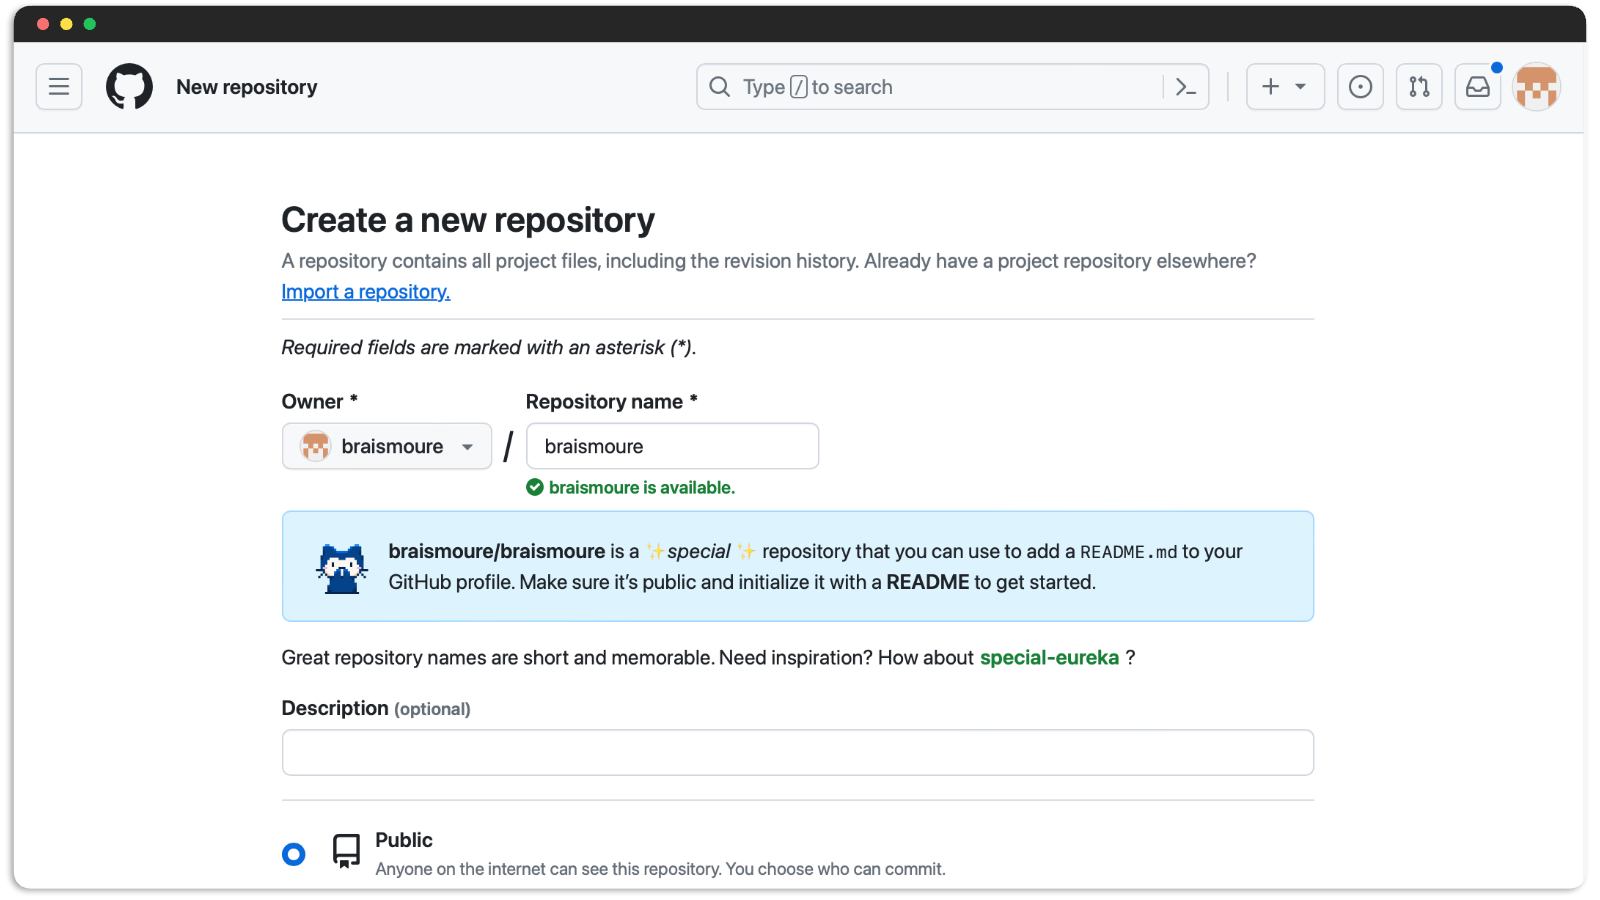 New repository
Type / to search
Create a new repository
A repository contains all project files, including the revision history. Already have a project repository elsewhere?
Import a repository.
Required fields are marked with an asterisk (*).
Owner * Repository name *
braismoure / braismoure
braismoure is available.
braismoure/braismoure is a ✨special ✨ repository that you can use to add a README.md to your
GitHub profile. Make sure it’s public and initialize it with a README to get started.
Great repository names are short and memorable. Need inspiration? How about special-eureka ?
Description (optional)
Public
Anyone on the internet can see this repository. You choose who can commit.